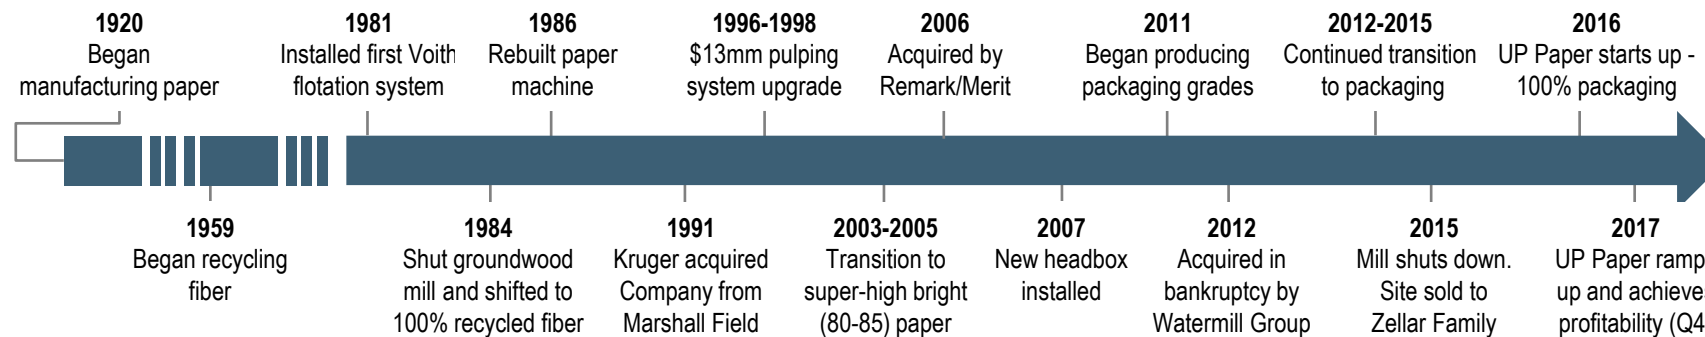 1920
Began
manufacturing paper
1981
Installed first Voith
flotation system
1986
Rebuilt paper
machine
1996-1998
$13mm pulping
system upgrade
2006
Acquired by
Remark/Merit
2011
Began producing
packaging grades
2012-2015
Continued transition
to packaging
2016
UP Paper starts up -
100% packaging
1959
Began recycling
fiber
1984
Shut groundwood
mill and shifted to
100% recycled fiber
1991
Kruger acquired
Company from
Marshall Field
2003-2005
Transition to
super-high bright
(80-85) paper
2007
New headbox
installed
2012
Acquired in
bankruptcy by
Watermill Group
2015
Mill shuts down.
Site sold to
Zellar Family
2017
UP Paper ramp
up and achieve
profitability (Q4